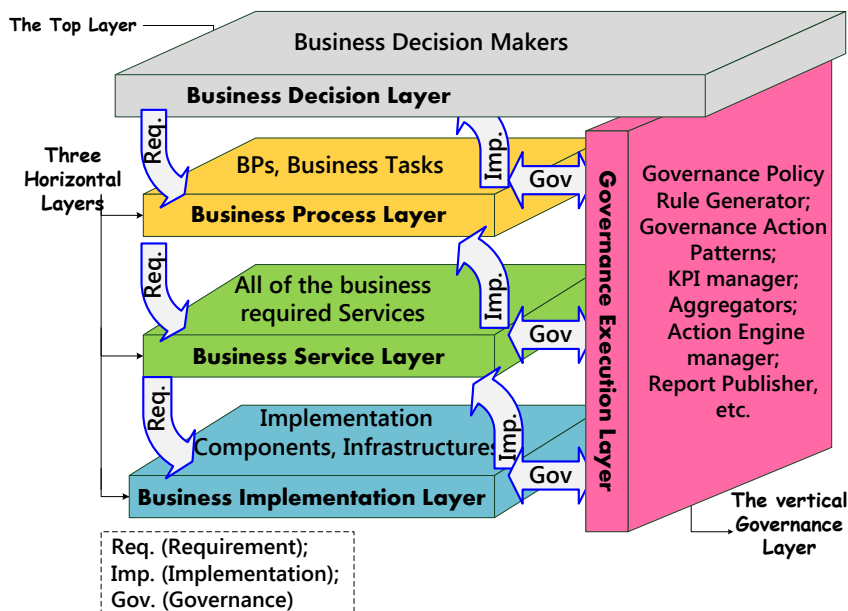 The Top Layer
Business Decision Makers
Business Decision Layer
Req.
Imp.
Three
Horizontal
Layers
BPs, Business Tasks
Gov
Business Process Layer
Req.
Imp.
All of the business
required Services
Gov
Business Service Layer
Req.
Imp.
Implementation
Components, Infrastructures
Gov
Business Implementation Layer
Governance Execution Layer
Governance Policy
Rule Generator;
Governance Action
Patterns;
KPI manager;
Aggregators;
Action Engine
manager;
Report Publisher,
etc.
The vertical
Governance
Layer
Req. (Requirement);
Imp. (Implementation);
Gov. (Governance)